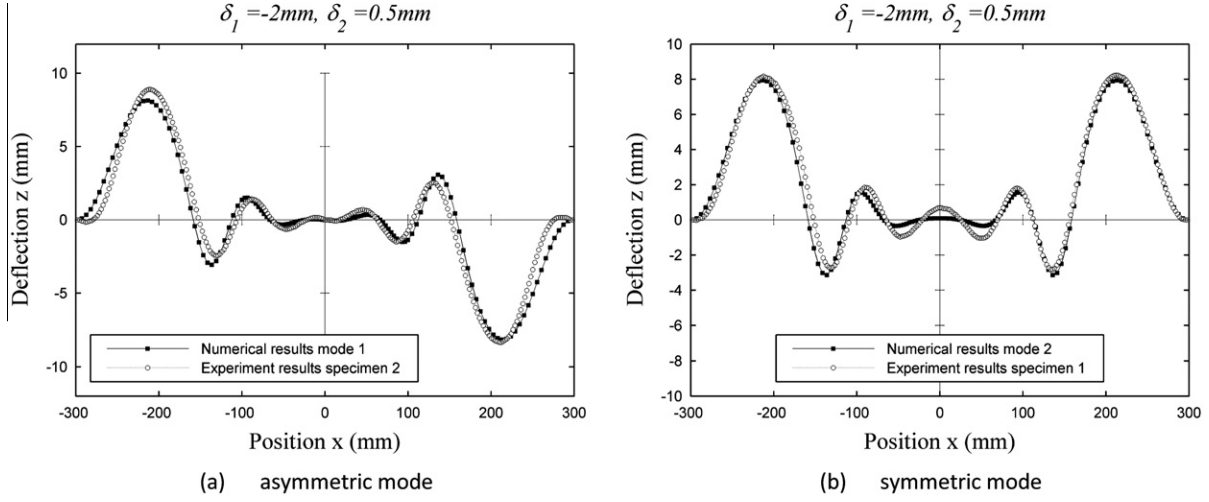 δ1 =-2mm, δ2 =0.5mm
10
5
0
-5
-10
Deflection z (mm)
Numerical results mode 1
Experiment results specimen 2
-300 -200 -100 0 100 200 300
Position x (mm)
(a) asymmetric mode
δ1 =-2mm, δ2 =0.5mm
10
8
6
4
2
0
-2
-4
-6
-8
-10
Deflection z (mm)
Numerical results mode 2
Experiment results specimen 1
-300 -200 -100 0 100 200 300
Position x (mm)
(b) symmetric mode